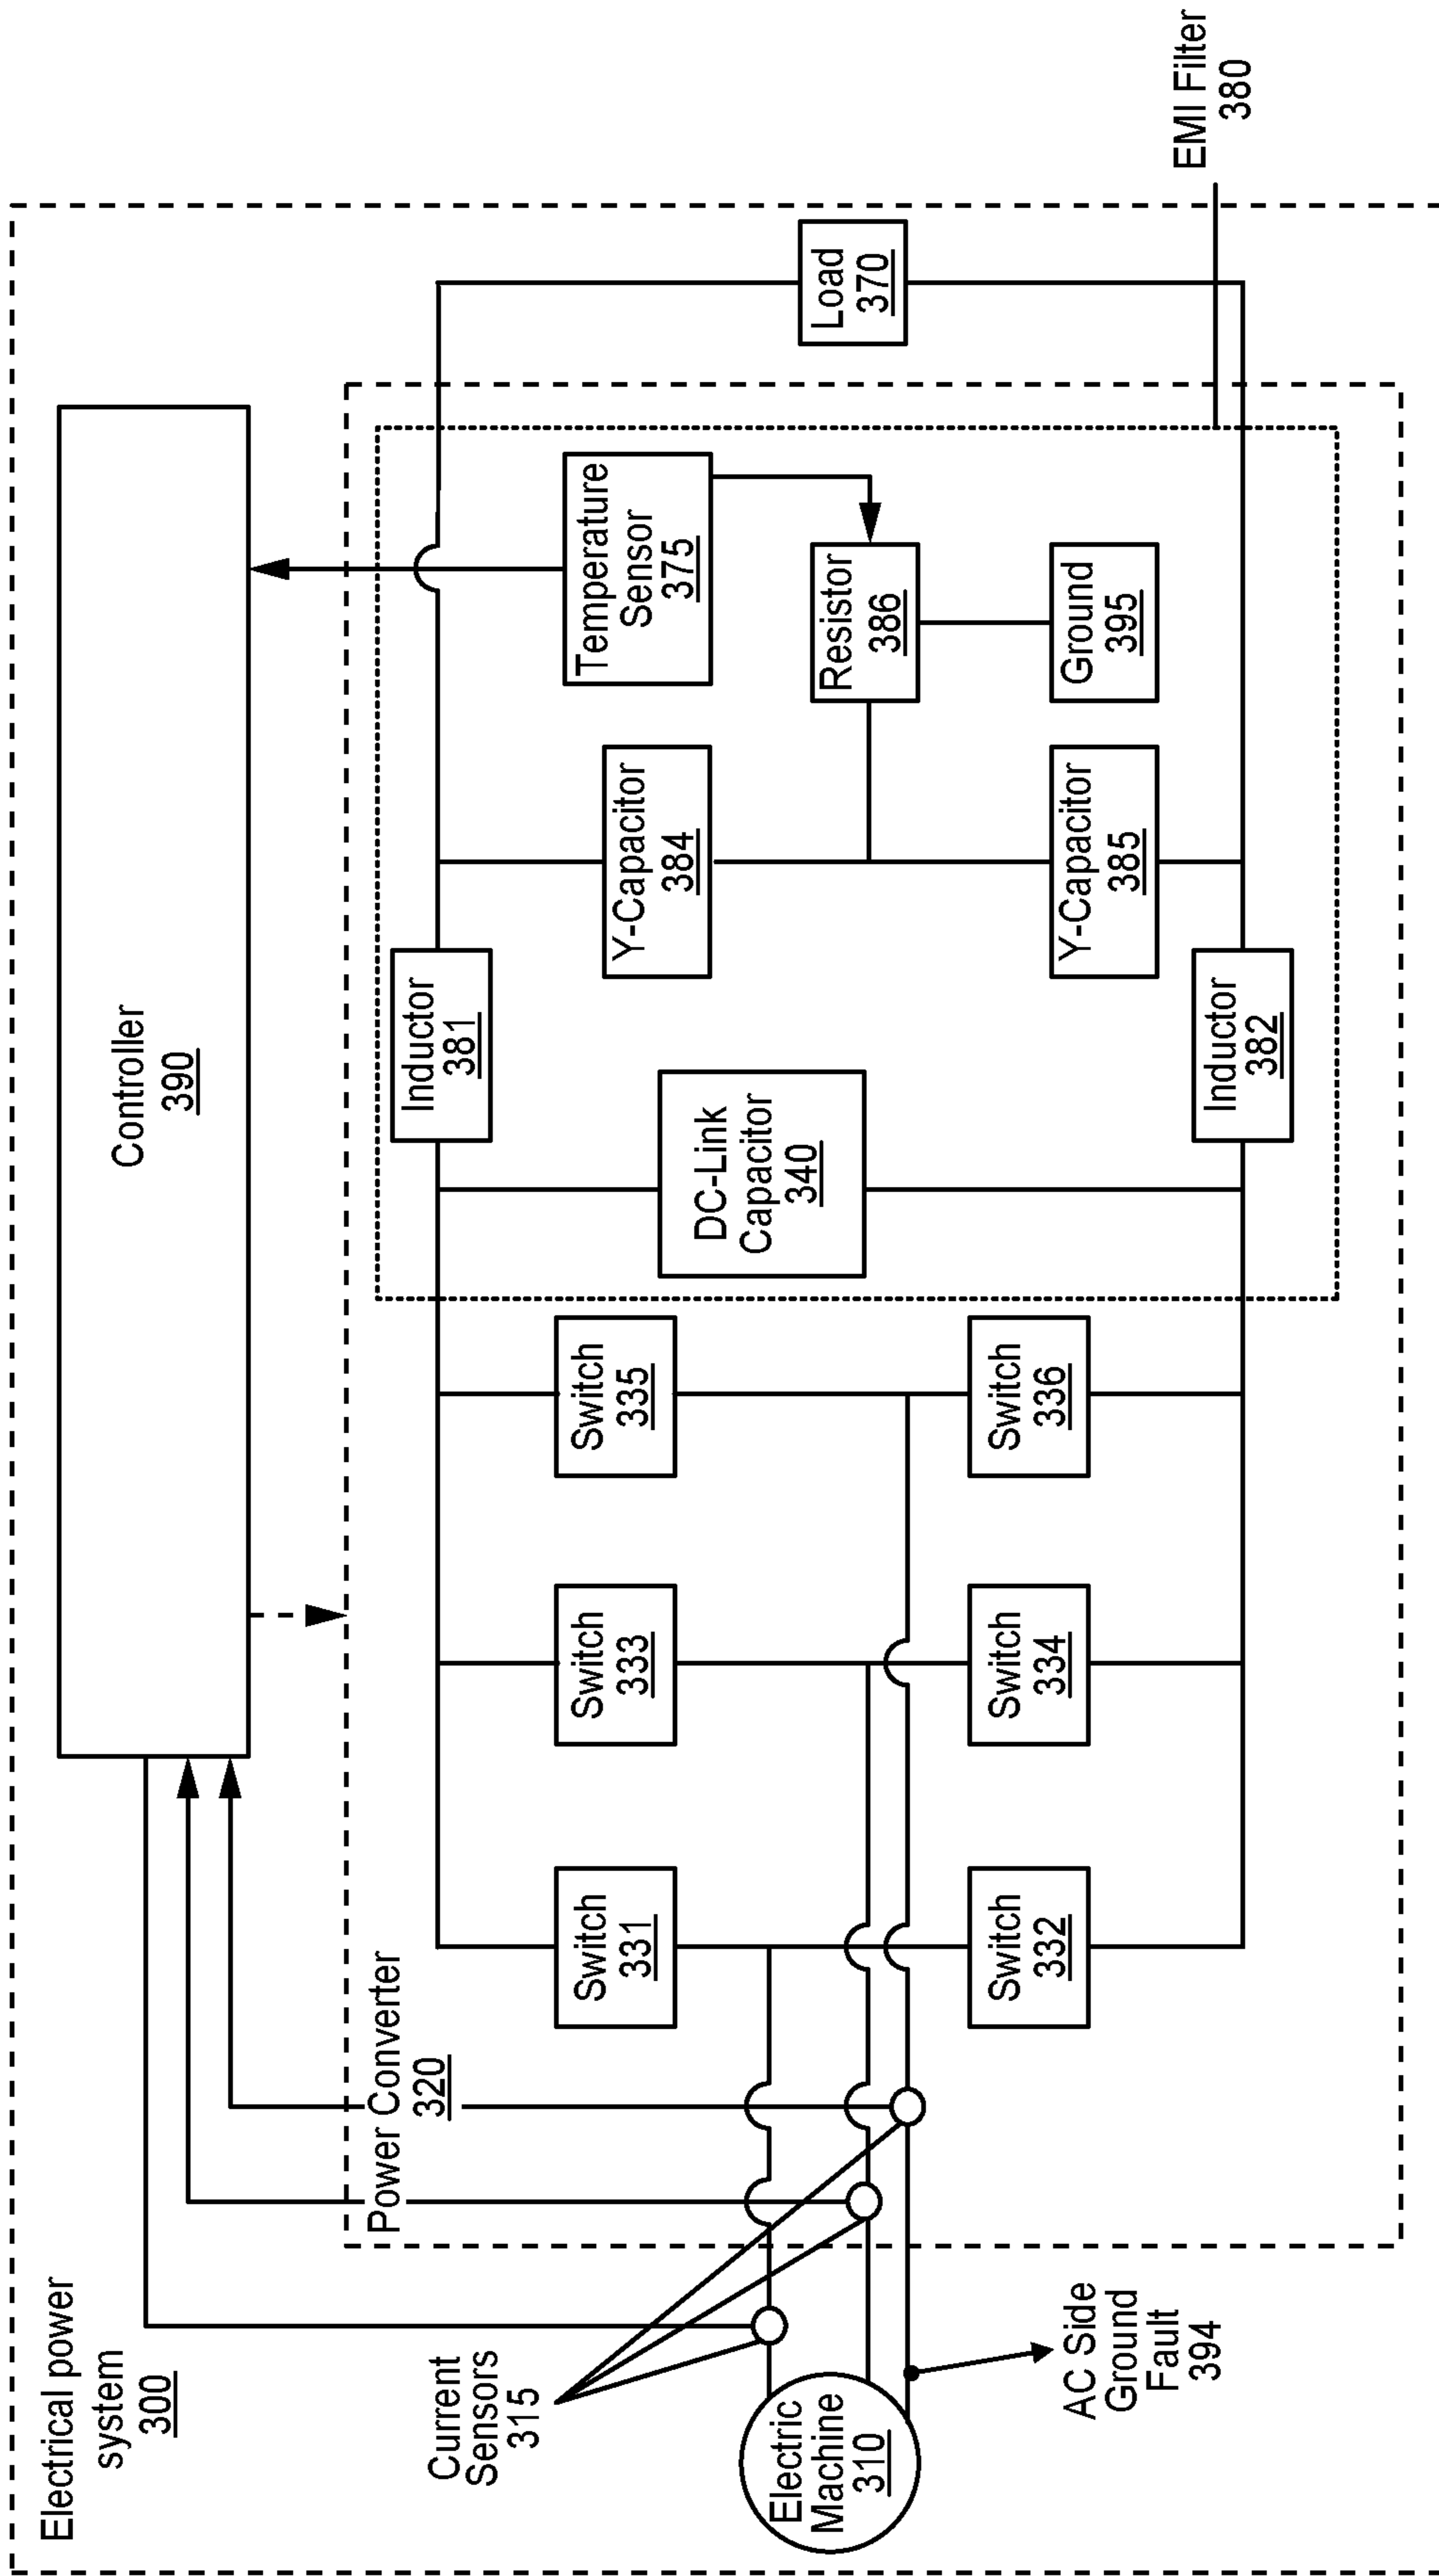 Electrical power
system
300
Controller
390
Power Converter
320
Current
Sensors
315
Electric
Machine
310
AC Side
Ground
Fault
394
Switch
331
Switch
332
Switch
333
Switch
334
Switch
335
Switch
336
DC-Link
Capacitor
340
Inductor
381
Inductor
382
Y-Capacitor
384
Y-Capacitor
385
Temperature
Sensor
375
Resistor
386
Ground
395
Load
370
EMI Filter
380